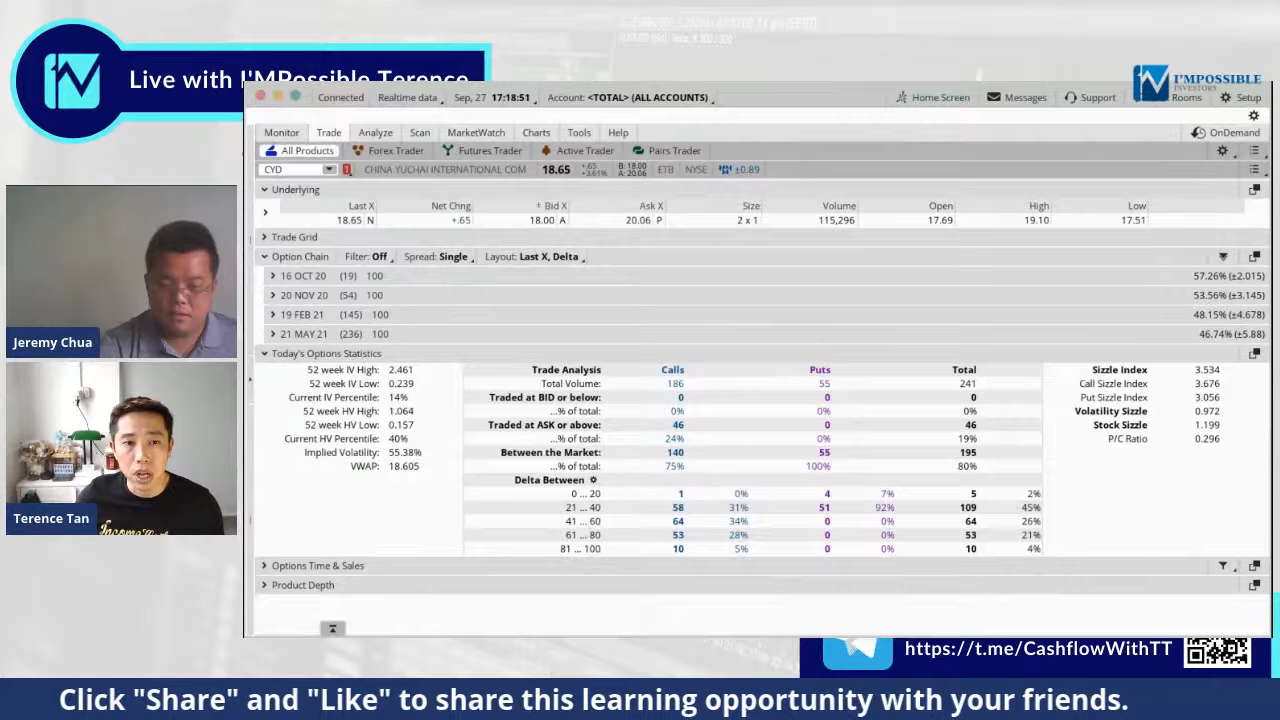 Live with I'MPossible Terence
I'MPOSSIBLE
INVESTORS
Connected Realtime data Sep, 27 17:18:51 Account: <TOTAL> (ALL ACCOUNTS) Home Screen Messages Support Rooms Setup
Monitor Trade Analyze Scan MarketWatch Charts Tools Help OnDemand
All Products Forex Trader Futures Trader Active Trader Pairs Trader
CYD CHINA YUCHAI INTERNATIONAL COM 18.65 +.65 +3.61% B: 18.00 A: 20.06 ETB NYSE ±0.89
Underlying
Last X Net Chng Bid X Ask X Size Volume Open High Low
18.65 N +.65 18.00 A 20.06 P 2 x 1 115,296 17.69 19.10 17.51
Trade Grid
Option Chain Filter: Off Spread: Single Layout: Last X, Delta
16 OCT 20 (19) 100 57.26% (±2.015)
20 NOV 20 (54) 100 53.56% (±3.145)
19 FEB 21 (145) 100 48.15% (±4.678)
21 MAY 21 (236) 100 46.74% (±5.88)
Today's Options Statistics
52 week IV High: 2.461 Trade Analysis Calls Puts Total Sizzle Index 3.534
52 week IV Low: 0.239 Total Volume: 186 55 241 Call Sizzle Index 3.676
Current IV Percentile: 14% Traded at BID or below: 0 0 0 Put Sizzle Index 3.056
52 week HV High: 1.064 ...% of total: 0% 0% 0% Volatility Sizzle 0.972
52 week HV Low: 0.157 Traded at ASK or above: 46 0 46 Stock Sizzle 1.199
Current HV Percentile: 40% ...% of total: 24% 0% 19% P/C Ratio 0.296
Implied Volatility: 55.38% Between the Market: 140 55 195
VWAP: 18.605 ...% of total: 75% 100% 80%
Delta Between
0 ... 20 1 0% 4 7% 5 2%
21 ... 40 58 31% 51 92% 109 45%
41 ... 60 64 34% 0 0% 64 26%
61 ... 80 53 28% 0 0% 53 21%
81 ... 100 10 5% 0 0% 10 4%
Options Time & Sales
Product Depth
Jeremy Chua
Terence Tan
https://t.me/CashflowWithTT
Click "Share" and "Like" to share this learning opportunity with your friends.